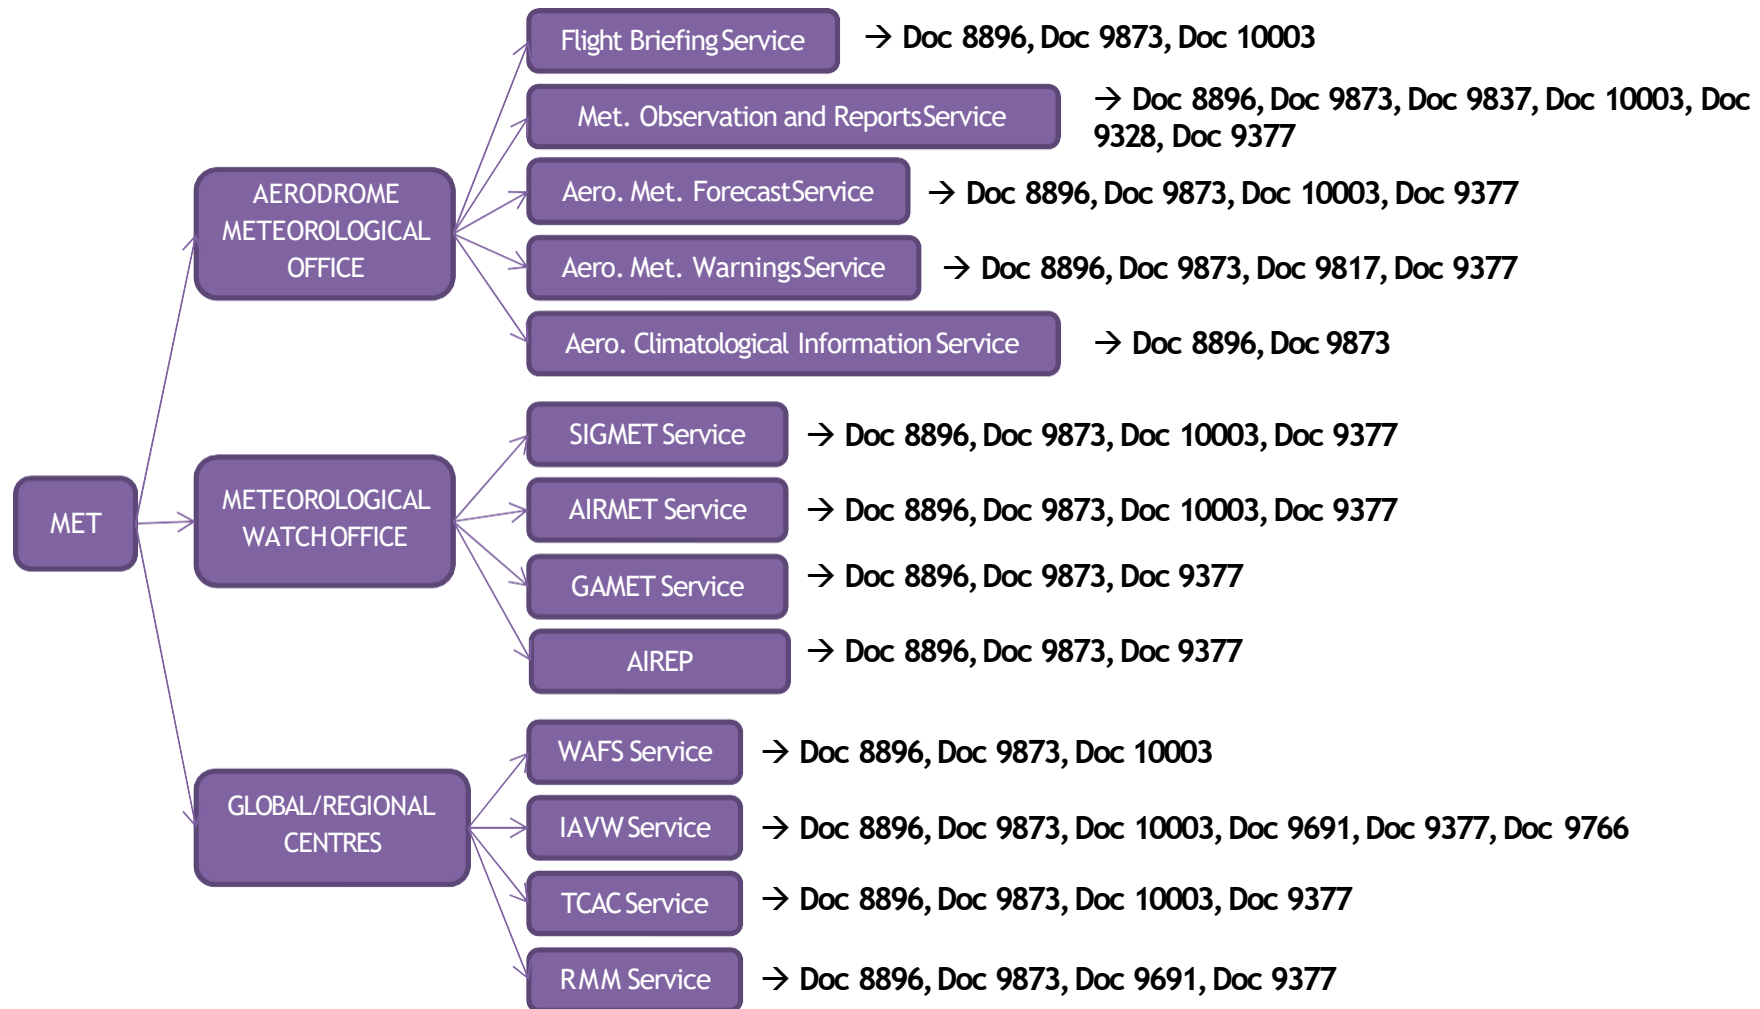 Flight Briefing Service
→ Doc 8896, Doc 9873, Doc 10003
Met. Observation and Reports Service
→ Doc 8896, Doc 9873, Doc 9837, Doc 10003, Doc
9328, Doc 9377
AERODROME
METEOROLOGICAL
OFFICE
Aero. Met. Forecast Service
→ Doc 8896, Doc 9873, Doc 10003, Doc 9377
Aero. Met. Warnings Service
→ Doc 8896, Doc 9873, Doc 9817, Doc 9377
Aero. Climatological Information Service
→ Doc 8896, Doc 9873
MET
METEOROLOGICAL
WATCH OFFICE
SIGMET Service
→ Doc 8896, Doc 9873, Doc 10003, Doc 9377
AIRMET Service
→ Doc 8896, Doc 9873, Doc 10003, Doc 9377
GAMET Service
→ Doc 8896, Doc 9873, Doc 9377
AIREP
→ Doc 8896, Doc 9873, Doc 9377
GLOBAL/REGIONAL
CENTRES
WAFS Service
→ Doc 8896, Doc 9873, Doc 10003
IAVW Service
→ Doc 8896, Doc 9873, Doc 10003, Doc 9691, Doc 9377, Doc 9766
TCAC Service
→ Doc 8896, Doc 9873, Doc 10003, Doc 9377
RMM Service
→ Doc 8896, Doc 9873, Doc 9691, Doc 9377